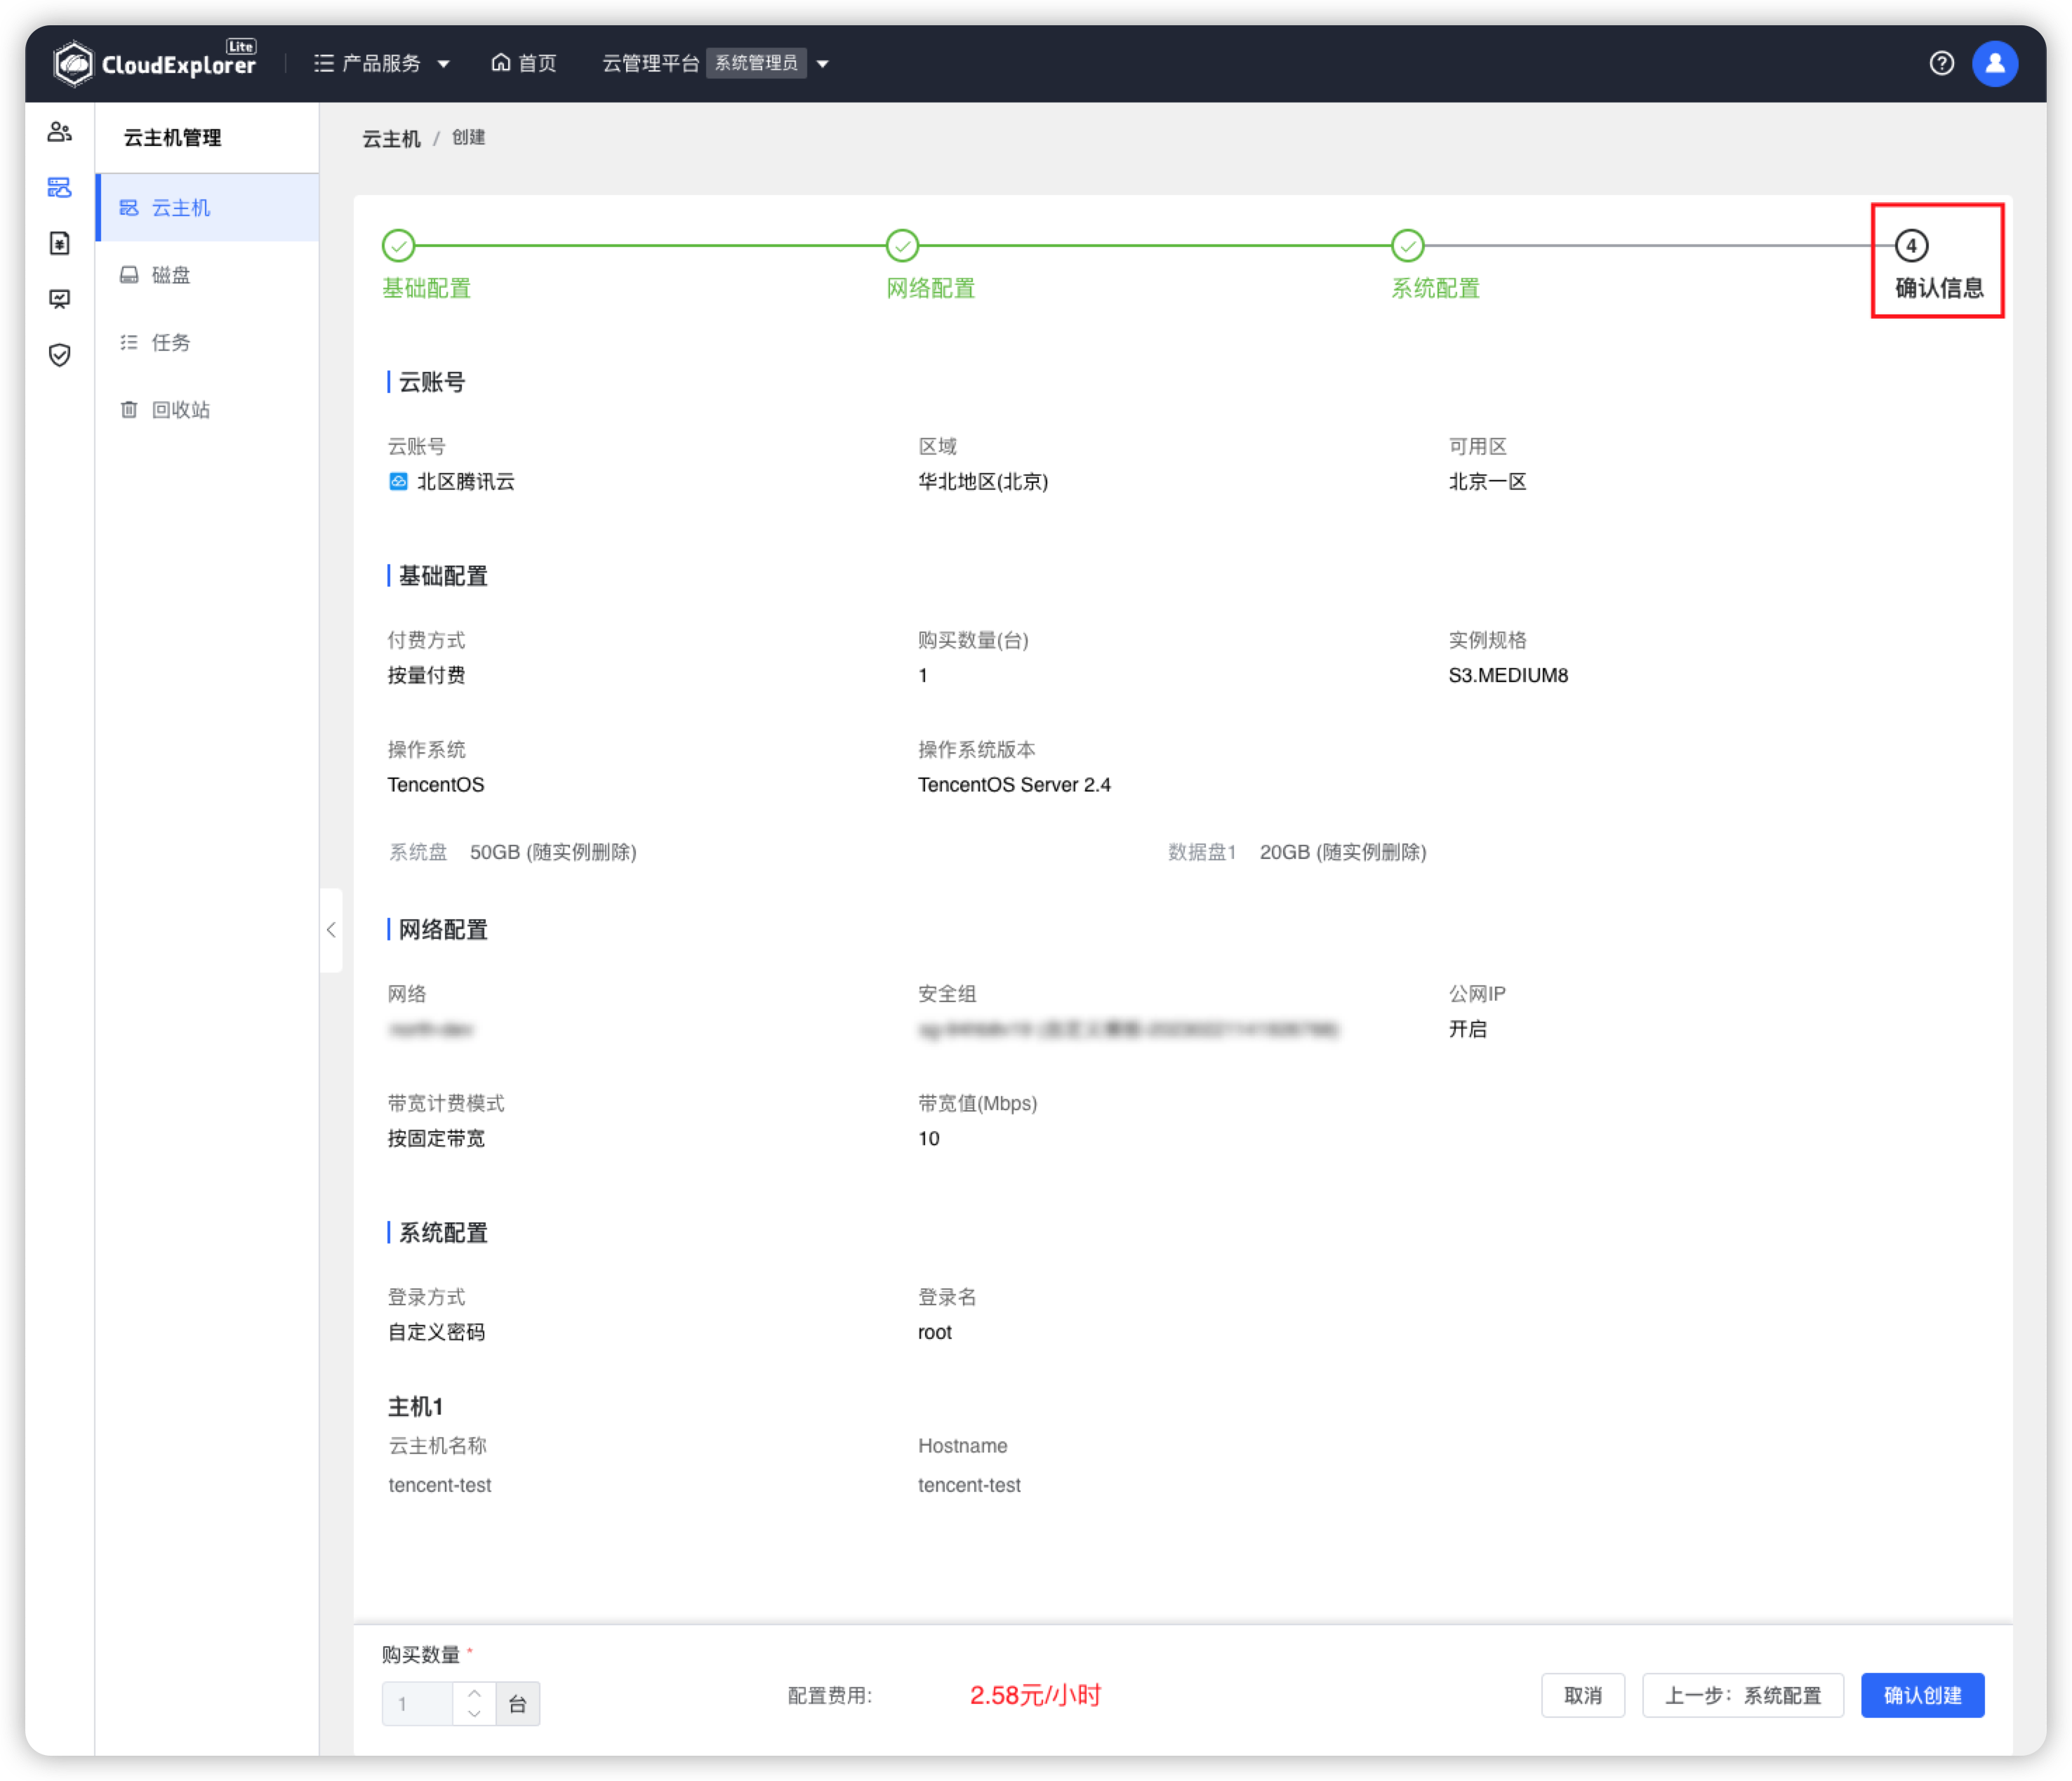 CloudExplorer Lite
产品服务
首页
云管理平台 系统管理员
云主机管理
云主机
磁盘
任务
回收站
云主机 / 创建
基础配置
网络配置
系统配置
4
确认信息
云账号
云账号 区域 可用区
北区腾讯云 华北地区(北京) 北京一区
基础配置
付费方式 购买数量(台) 实例规格
按量付费 1 S3.MEDIUM8
操作系统 操作系统版本
TencentOS TencentOS Server 2.4
系统盘 50GB (随实例删除) 数据盘1 20GB (随实例删除)
网络配置
网络 安全组 公网IP
开启
带宽计费模式 带宽值(Mbps)
按固定带宽 10
系统配置
登录方式 登录名
自定义密码 root
主机1
云主机名称 Hostname
tencent-test tencent-test
购买数量 *
1 台
配置费用: 2.58元/小时
取消 上一步：系统配置 确认创建